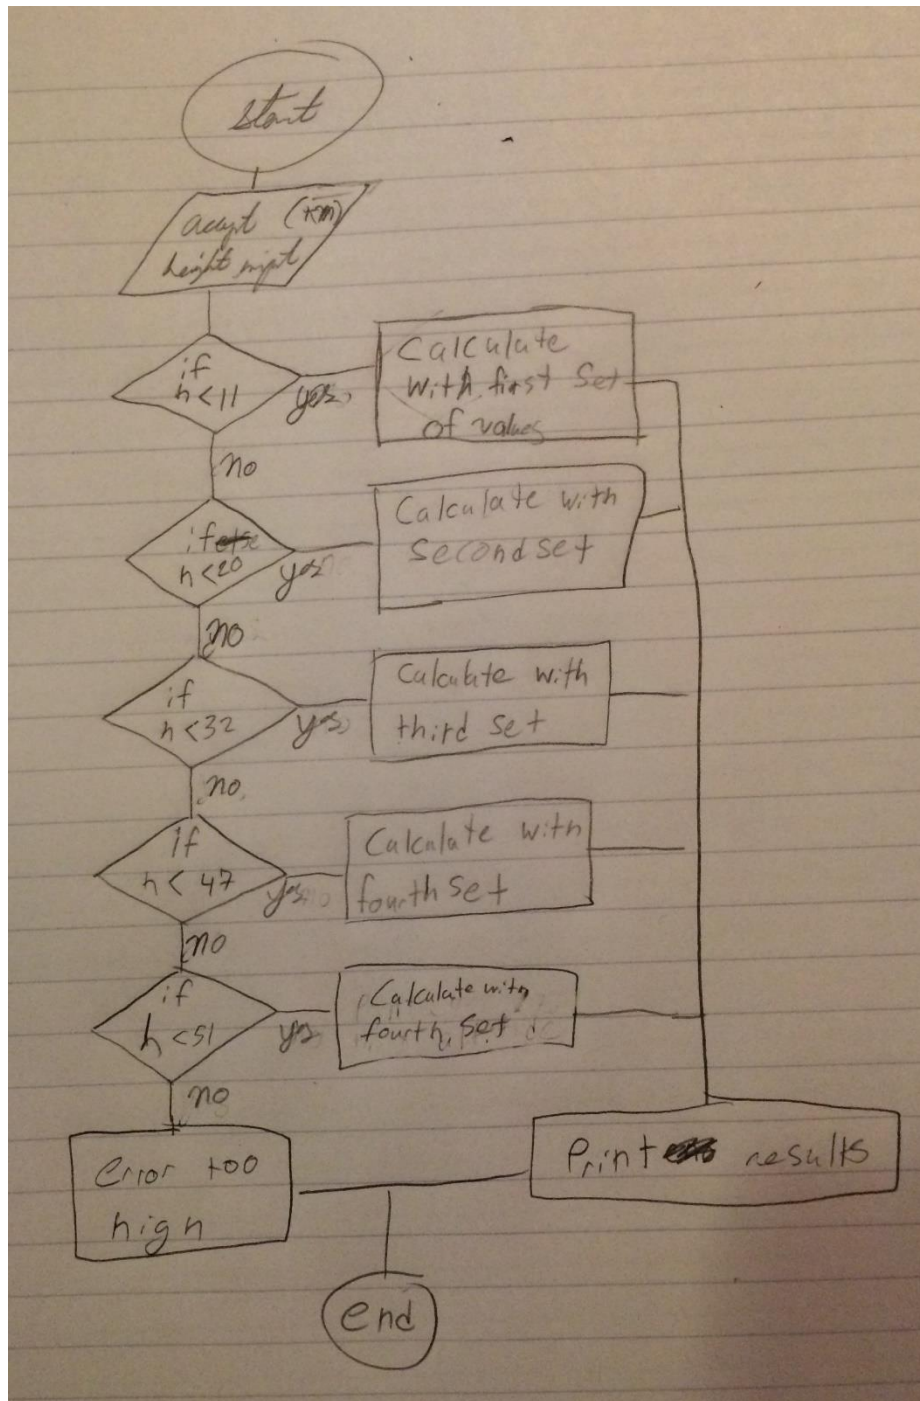 Start
accept (km)
height input
if
h<11
yes
Calculate
with first set
of values
no
if
h<20
yes
Calculate with
second set
no
if
h<32
yes
Calculate with
third set
no
if
h<47
yes
Calculate with
fourth set
no
if
h<51
yes
Calculate with
fourth set
no
error too
high
Print results
end